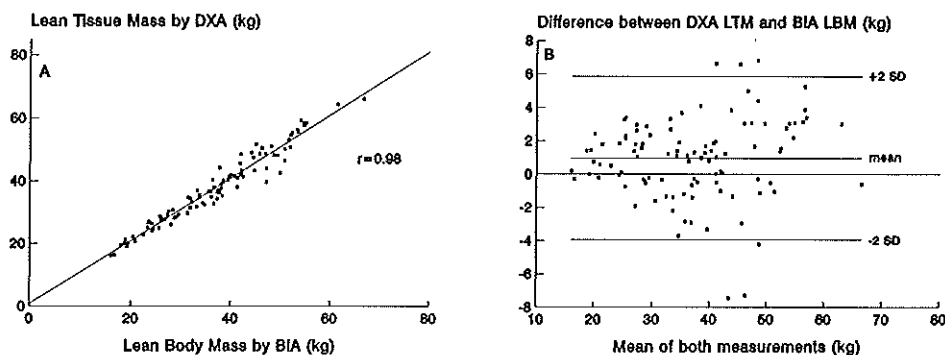 Lean Tissue Mass by DXA (kg)
80
60
40
20
0
A
r=0.98
0 20 40 60 80
Lean Body Mass by BIA (kg)
Difference between DXA LTM and BIA LBM (kg)
8
6
4
2
0
-2
-4
-6
-8
B
+2 SD
mean
-2 SD
10 20 30 40 50 60 70 80
Mean of both measurements (kg)